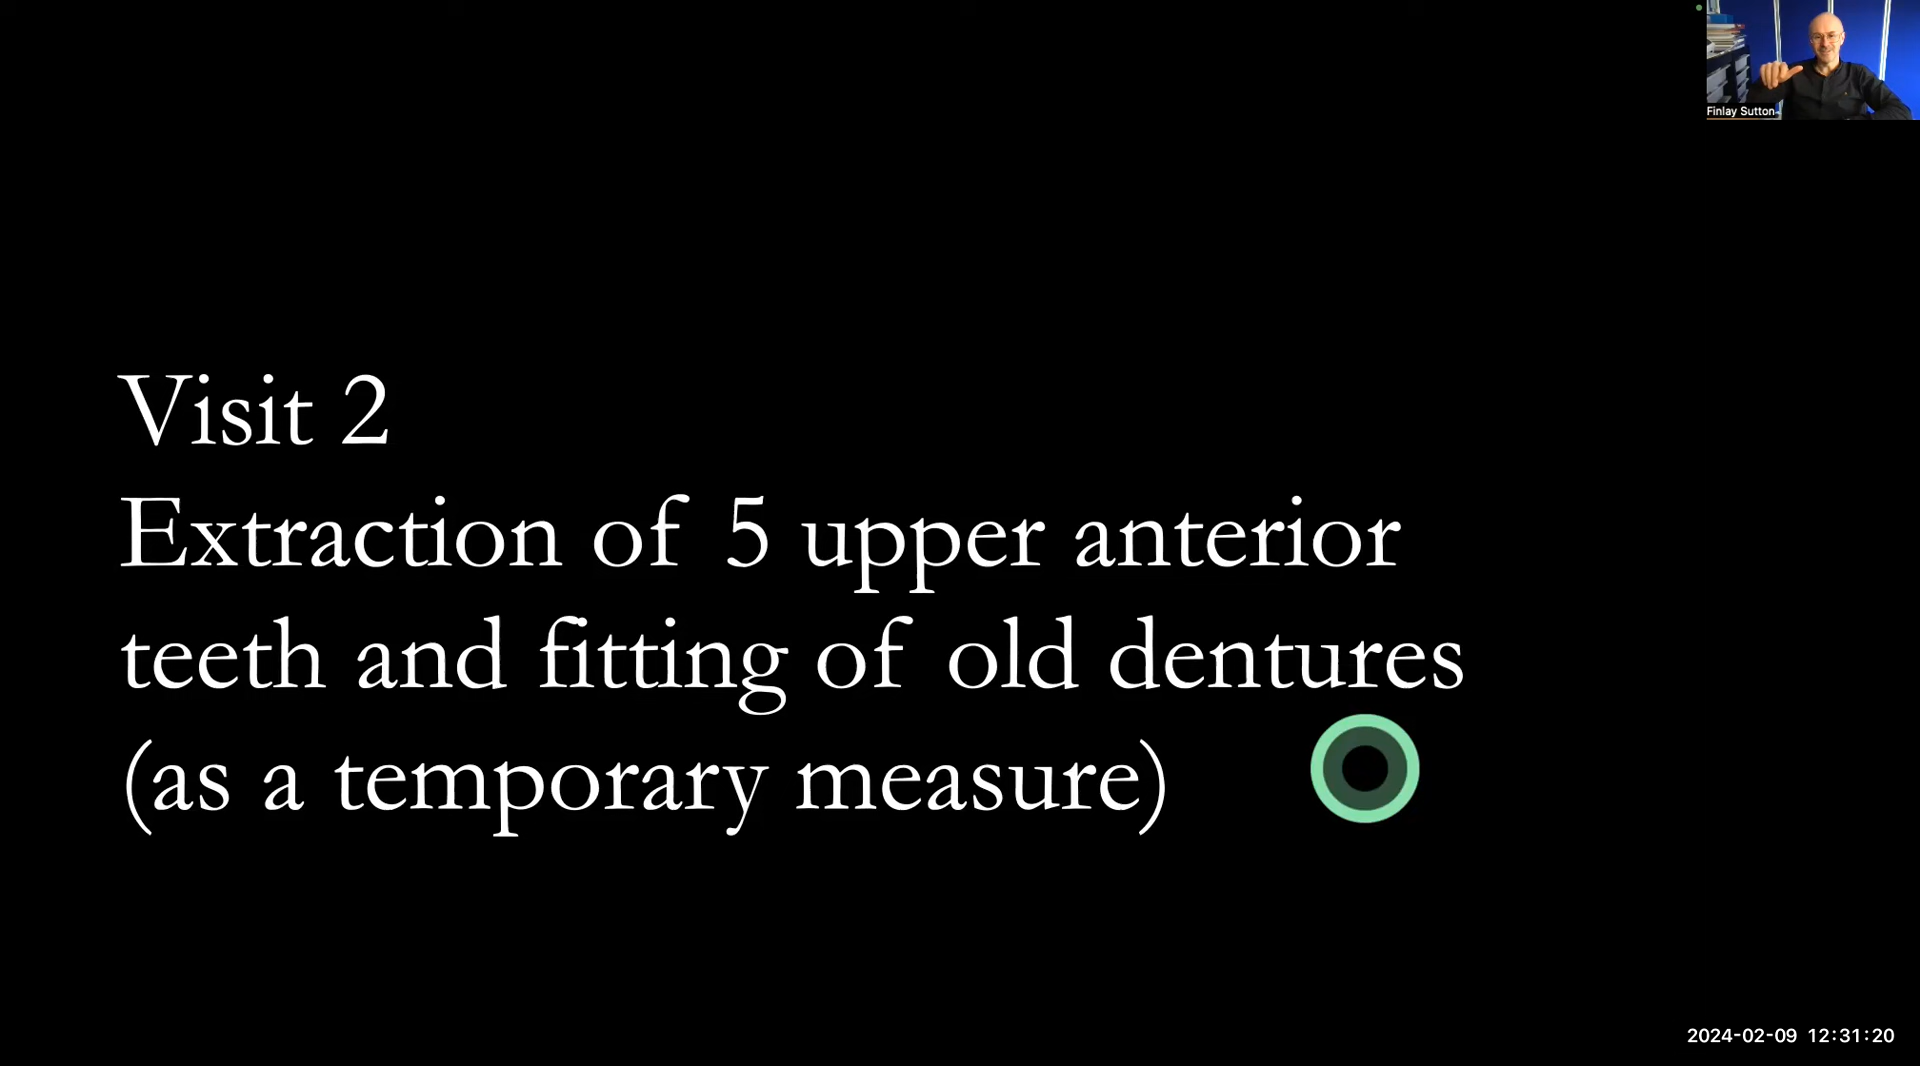 Finlay Sutton
Visit 2
Extraction of 5 upper anterior
teeth and fitting of old dentures
(as a temporary measure)
2024-02-09 12:31:20